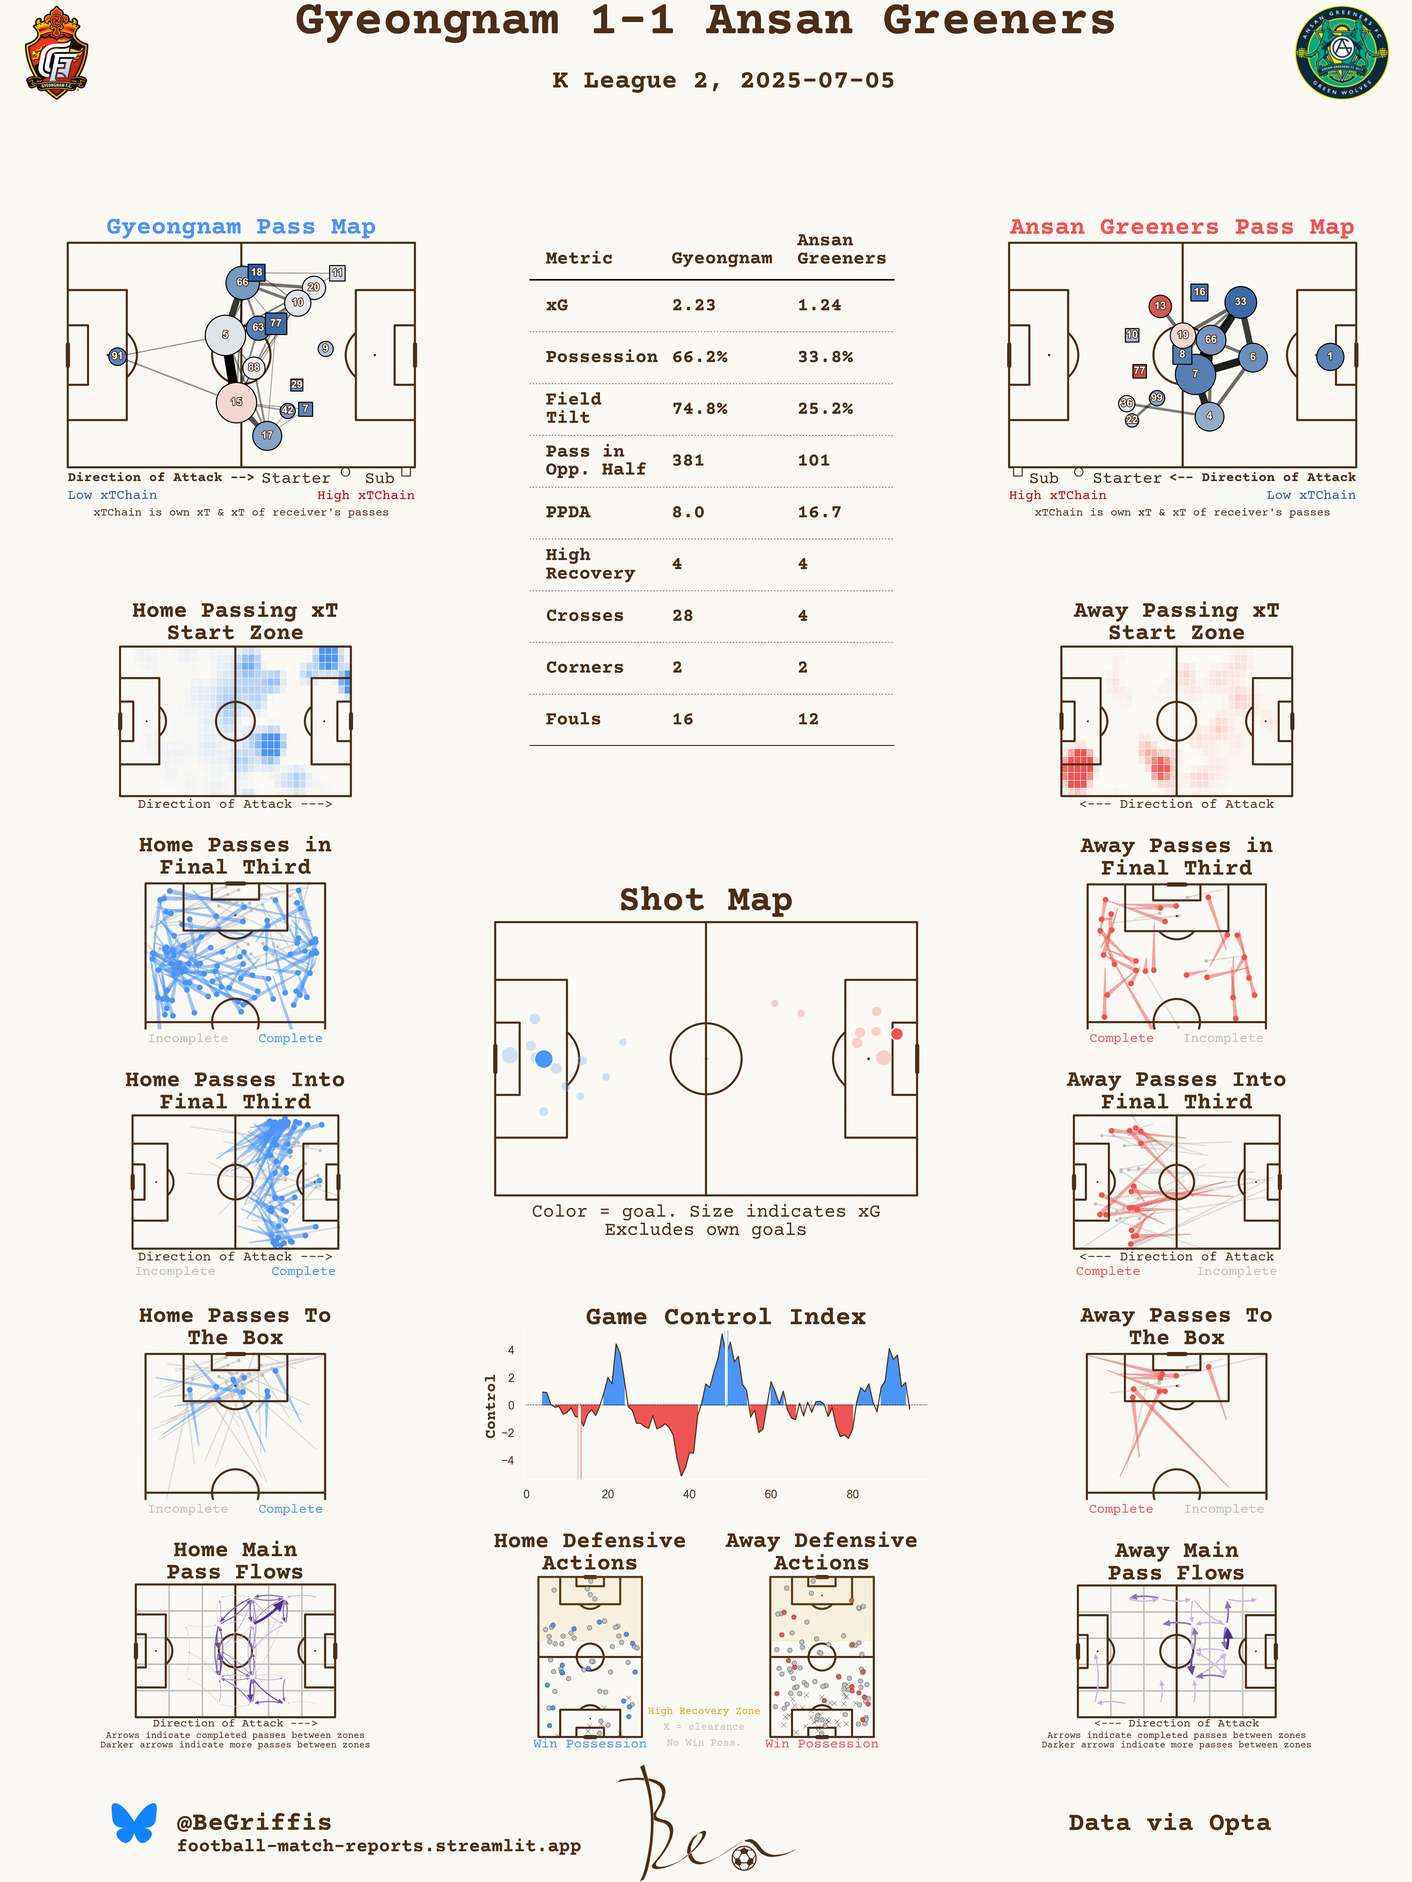 Gyeongnam 1-1 Ansan Greeners
K League 2, 2025-07-05
ANSAN GREENERS FC
GREEN WOLVES
Gyeongnam Pass Map
18
11
66
20
10
77
63
5
9
91
88
29
15
42
7
17
Direction of Attack --> Starter Sub
Low xTChain High xTChain
xTChain is own xT & xT of receiver's passes
Metric Gyeongnam Ansan Greeners
xG 2.23 1.24
Possession 66.2% 33.8%
Field Tilt 74.8% 25.2%
Pass in Opp. Half 381 101
PPDA 8.0 16.7
High Recovery 4 4
Crosses 28 4
Corners 2 2
Fouls 16 12
Ansan Greeners Pass Map
16
33
13
19
10
66
8
6
1
77
7
99
36
4
22
Sub Starter <-- Direction of Attack
High xTChain Low xTChain
xTChain is own xT & xT of receiver's passes
Home Passing xT
Start Zone
Direction of Attack --->
Away Passing xT
Start Zone
<--- Direction of Attack
Home Passes in
Final Third
Incomplete Complete
Away Passes in
Final Third
Complete Incomplete
Shot Map
Color = goal. Size indicates xG
Excludes own goals
Home Passes Into
Final Third
Direction of Attack --->
Incomplete Complete
Away Passes Into
Final Third
<--- Direction of Attack
Complete Incomplete
Home Passes To
The Box
Incomplete Complete
Game Control Index
Control
4
2
0
−2
−4
0 20 40 60 80
Away Passes To
The Box
Complete Incomplete
Home Main
Pass Flows
Direction of Attack --->
Arrows indicate completed passes between zones
Darker arrows indicate more passes between zones
Home Defensive
Actions
Win Possession
High Recovery Zone
X = clearance
No Win Poss.
Away Defensive
Actions
Win Possession
Away Main
Pass Flows
<--- Direction of Attack
Arrows indicate completed passes between zones
Darker arrows indicate more passes between zones
@BeGriffis
football-match-reports.streamlit.app
Ben
Data via Opta